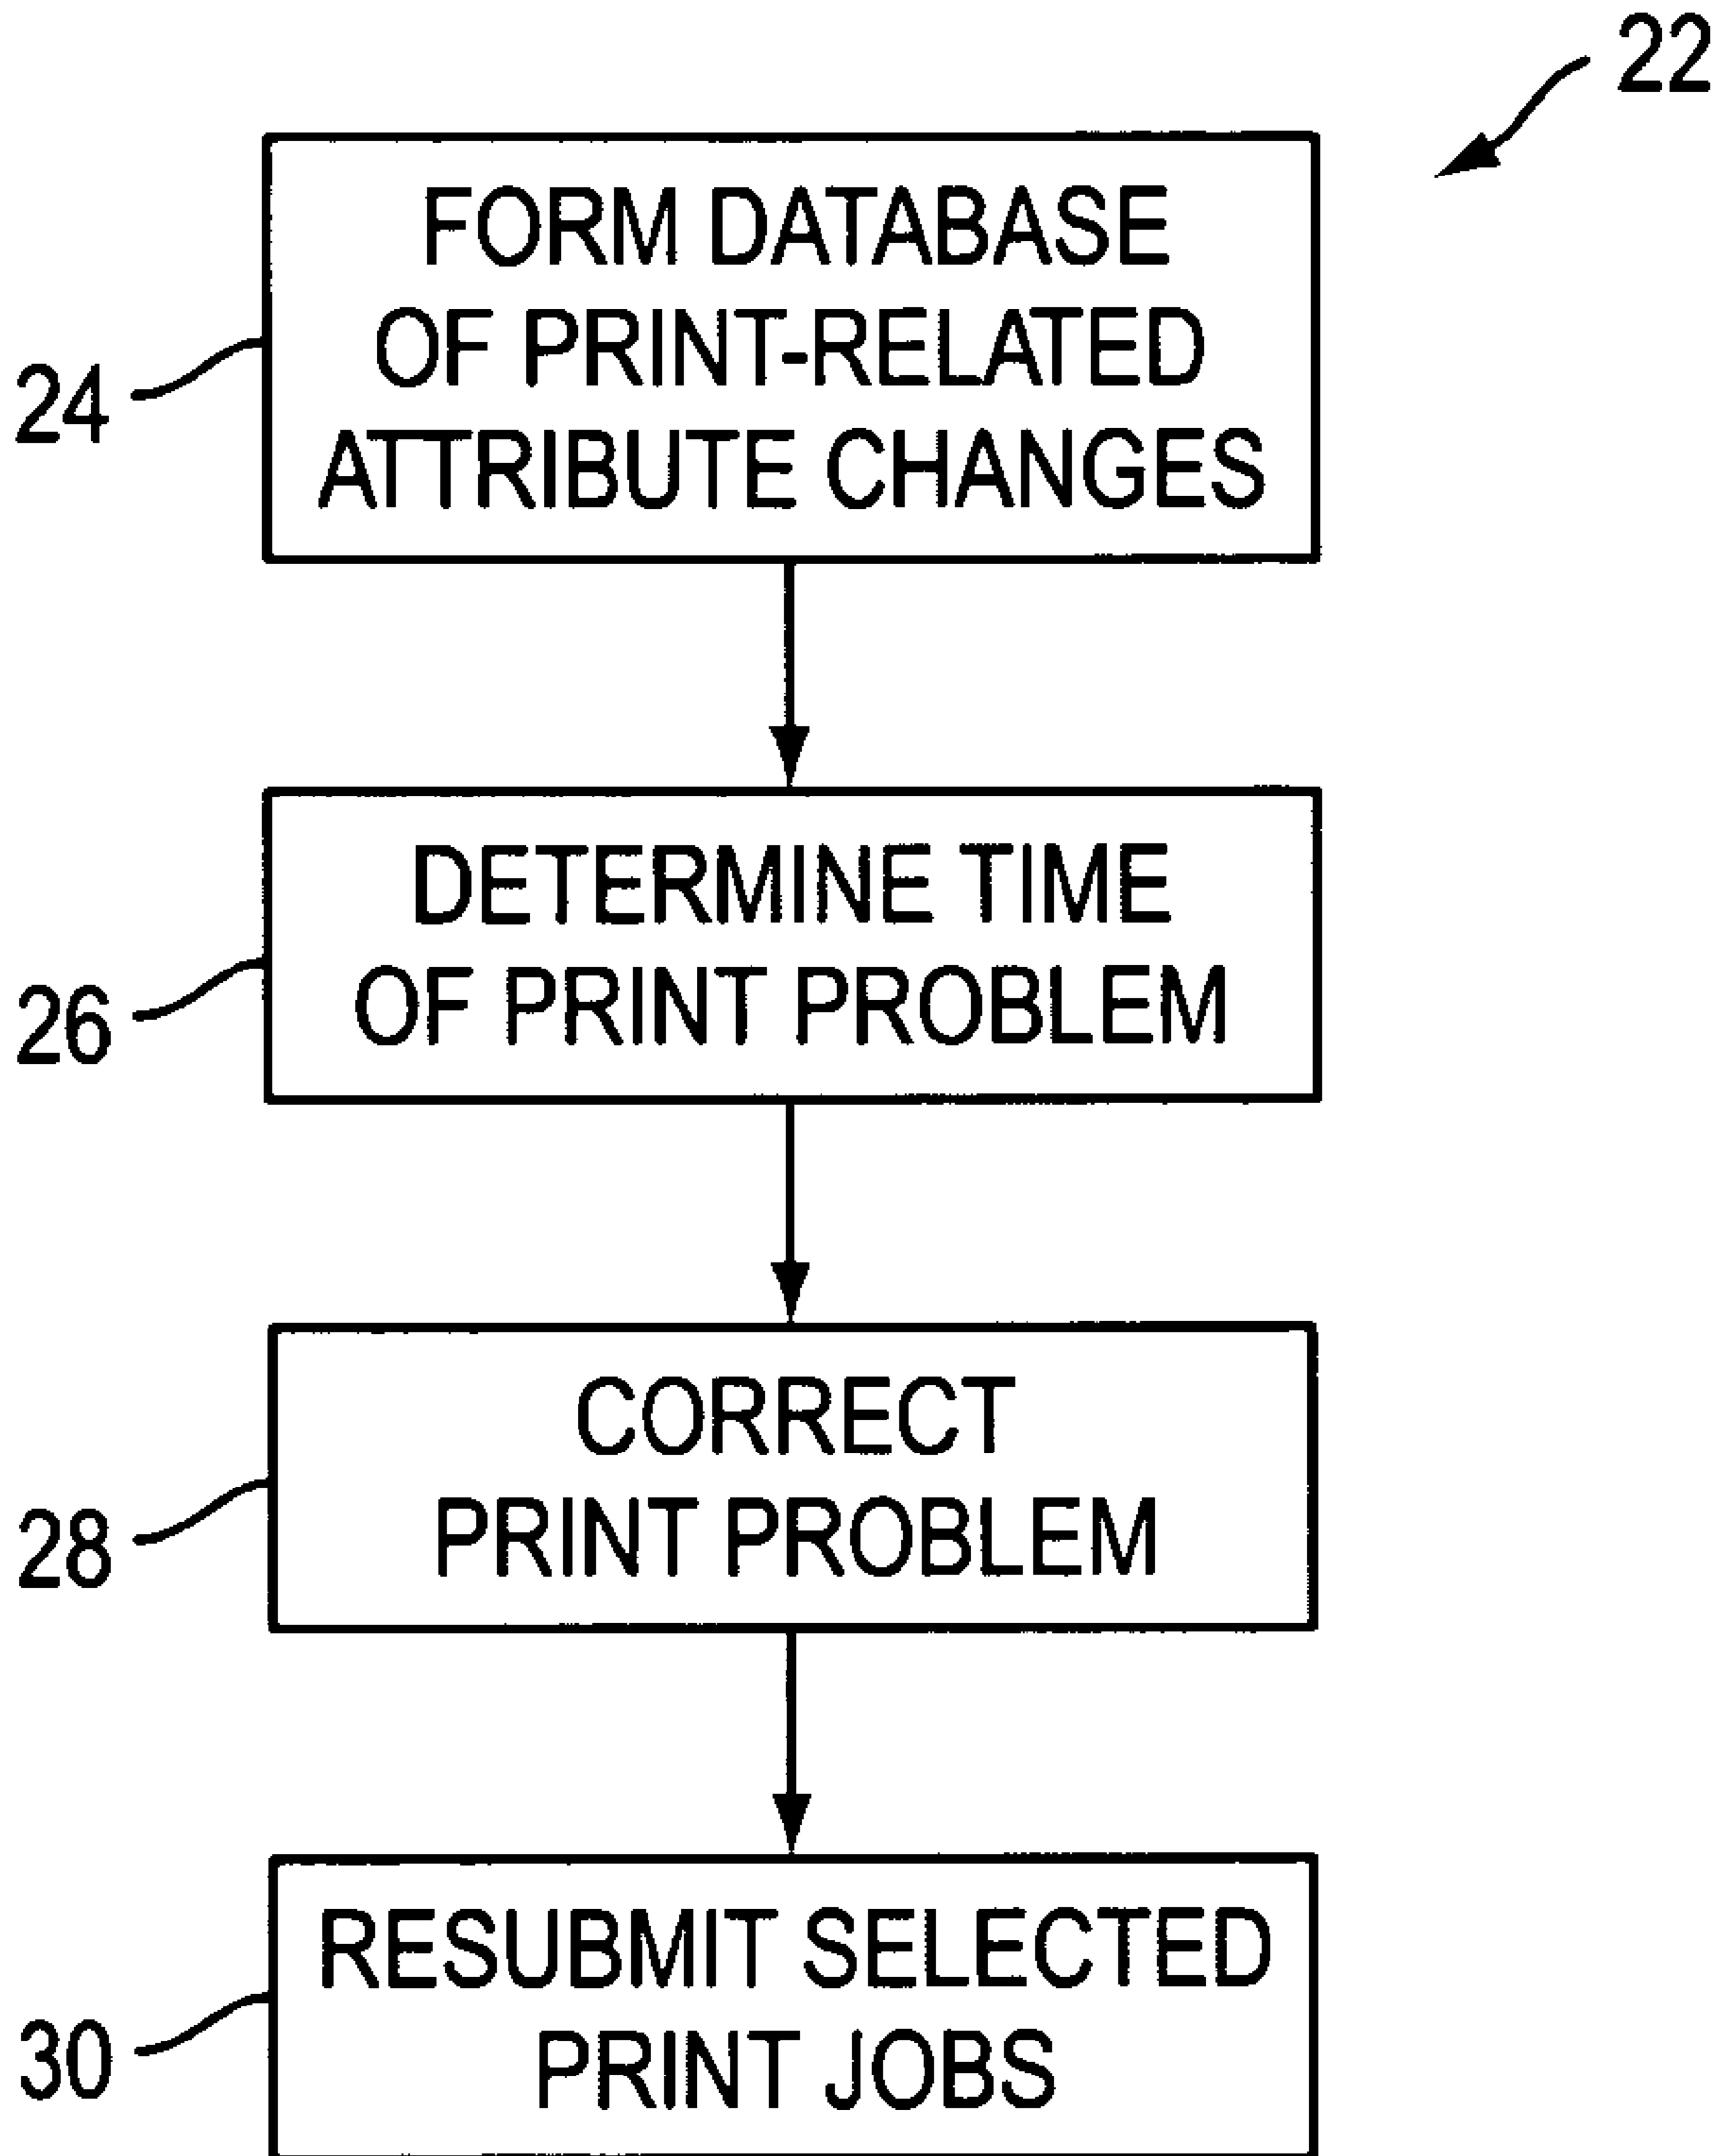 22
FORM DATABASE
OF PRINT-RELATED
ATTRIBUTE CHANGES
24
DETERMINE TIME
OF PRINT PROBLEM
26
CORRECT
PRINT PROBLEM
28
RESUBMIT SELECTED
PRINT JOBS
30